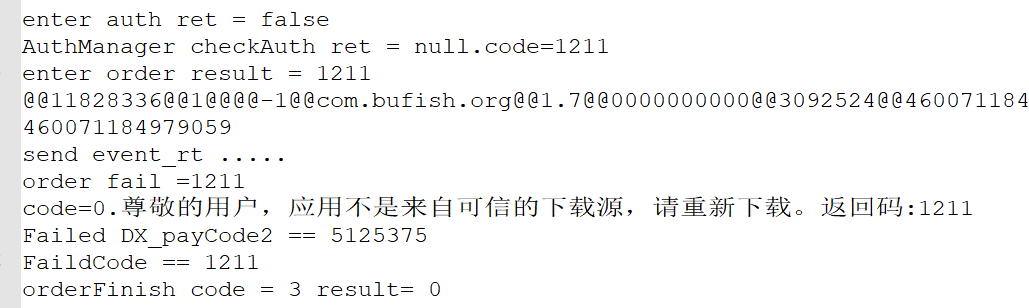 enter auth ret = false
AuthManager checkAuth ret = null.code=1211
enter order result = 1211
@@11828336@@1@@@@-1@@com.bufish.org@@1.7@@0000000000@@3092524@@460071184
460071184979059
send event_rt .....
order fail =1211
code=0.尊敬的用户，应用不是来自可信的下载源，请重新下载。返回码:1211
Failed DX_payCode2 == 5125375
FaildCode == 1211
orderFinish code = 3 result= 0